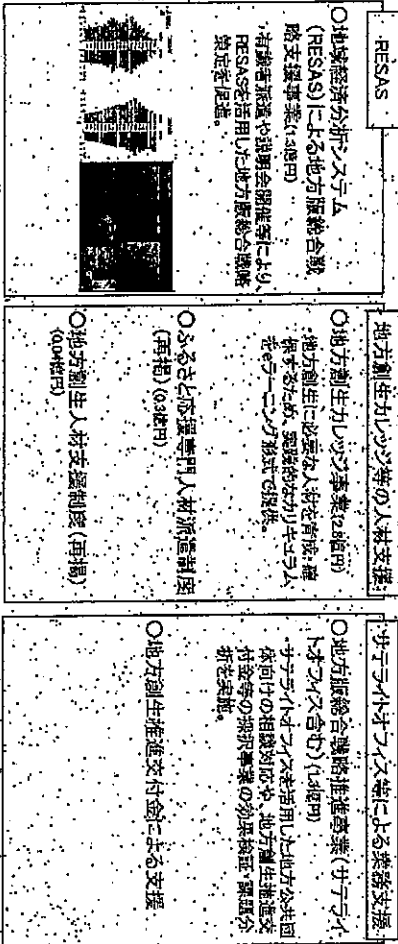 RESAS
○地域経済分析システム
(RESAS)による地方版総合戦
略支援事業(1.3億円)
・有識者派遣や説明会開催等により、
RESASを活用した地方版総合戦略
策定を促進。
地方創生カレッジ等の人材支援
○地方創生カレッジ事業(2.8億円)
・地方創生に必要な人材を育成・確
保するため、実践的なカリキュラム
をeラーニング形式で提供。
○ふるさと応援専門人材派遣制度
(再掲)(0.3億円)
○地方創生人材支援制度(再掲)
(0.04億円)
サテライトオフィス等による業務支援
○地方版総合戦略推進事業(サテライ
トオフィス含む)(1.3億円)
・サテライトオフィスを活用した地方公共団
体向けの相談対応や、地方創生推進交
付金等の採択事業の効果検証・課題分
析を実施。
○地方創生推進交付金による支援